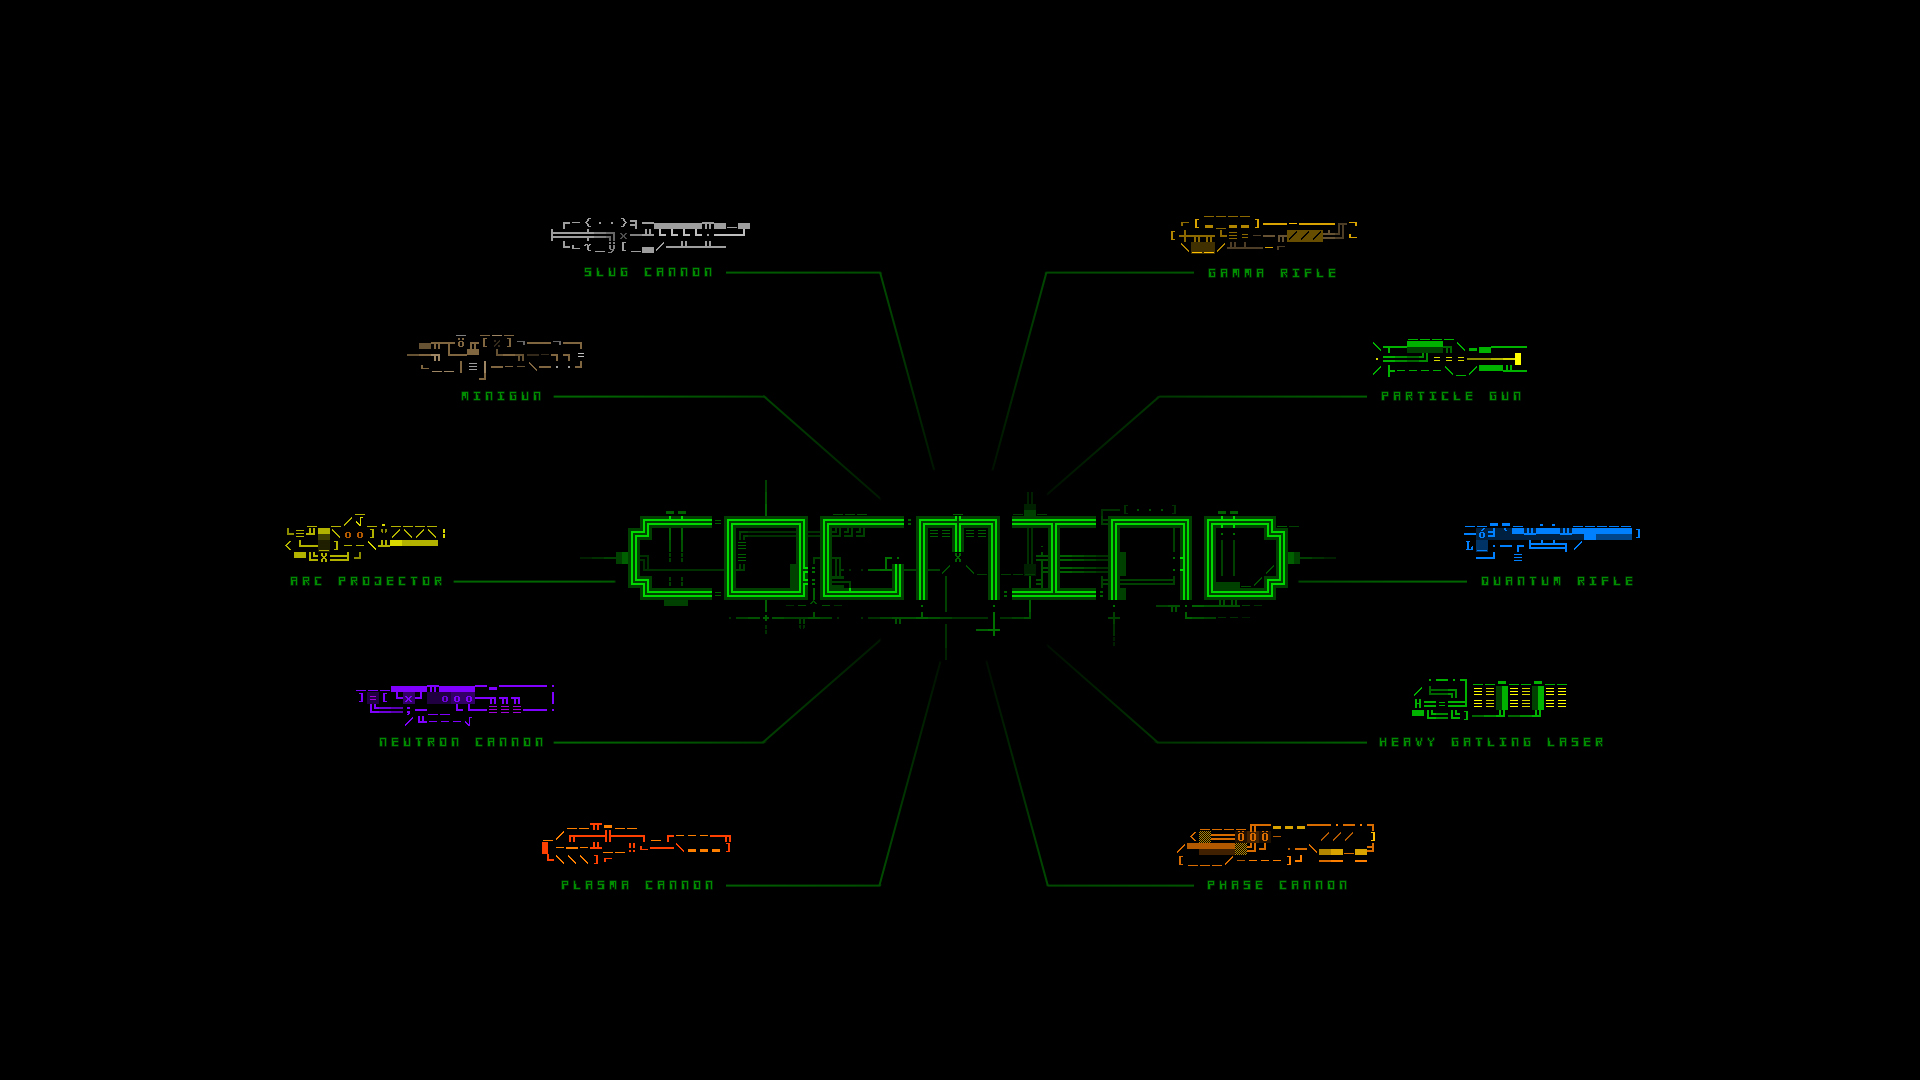 SLUG CANNON
GAMMA RIFLE
MINIGUN
PARTICLE GUN
COGMIND
ARC PROJECTOR
QUANTUM RIFLE
NEUTRON CANNON
HEAVY GATLING LASER
PLASMA CANNON
PHASE CANNON